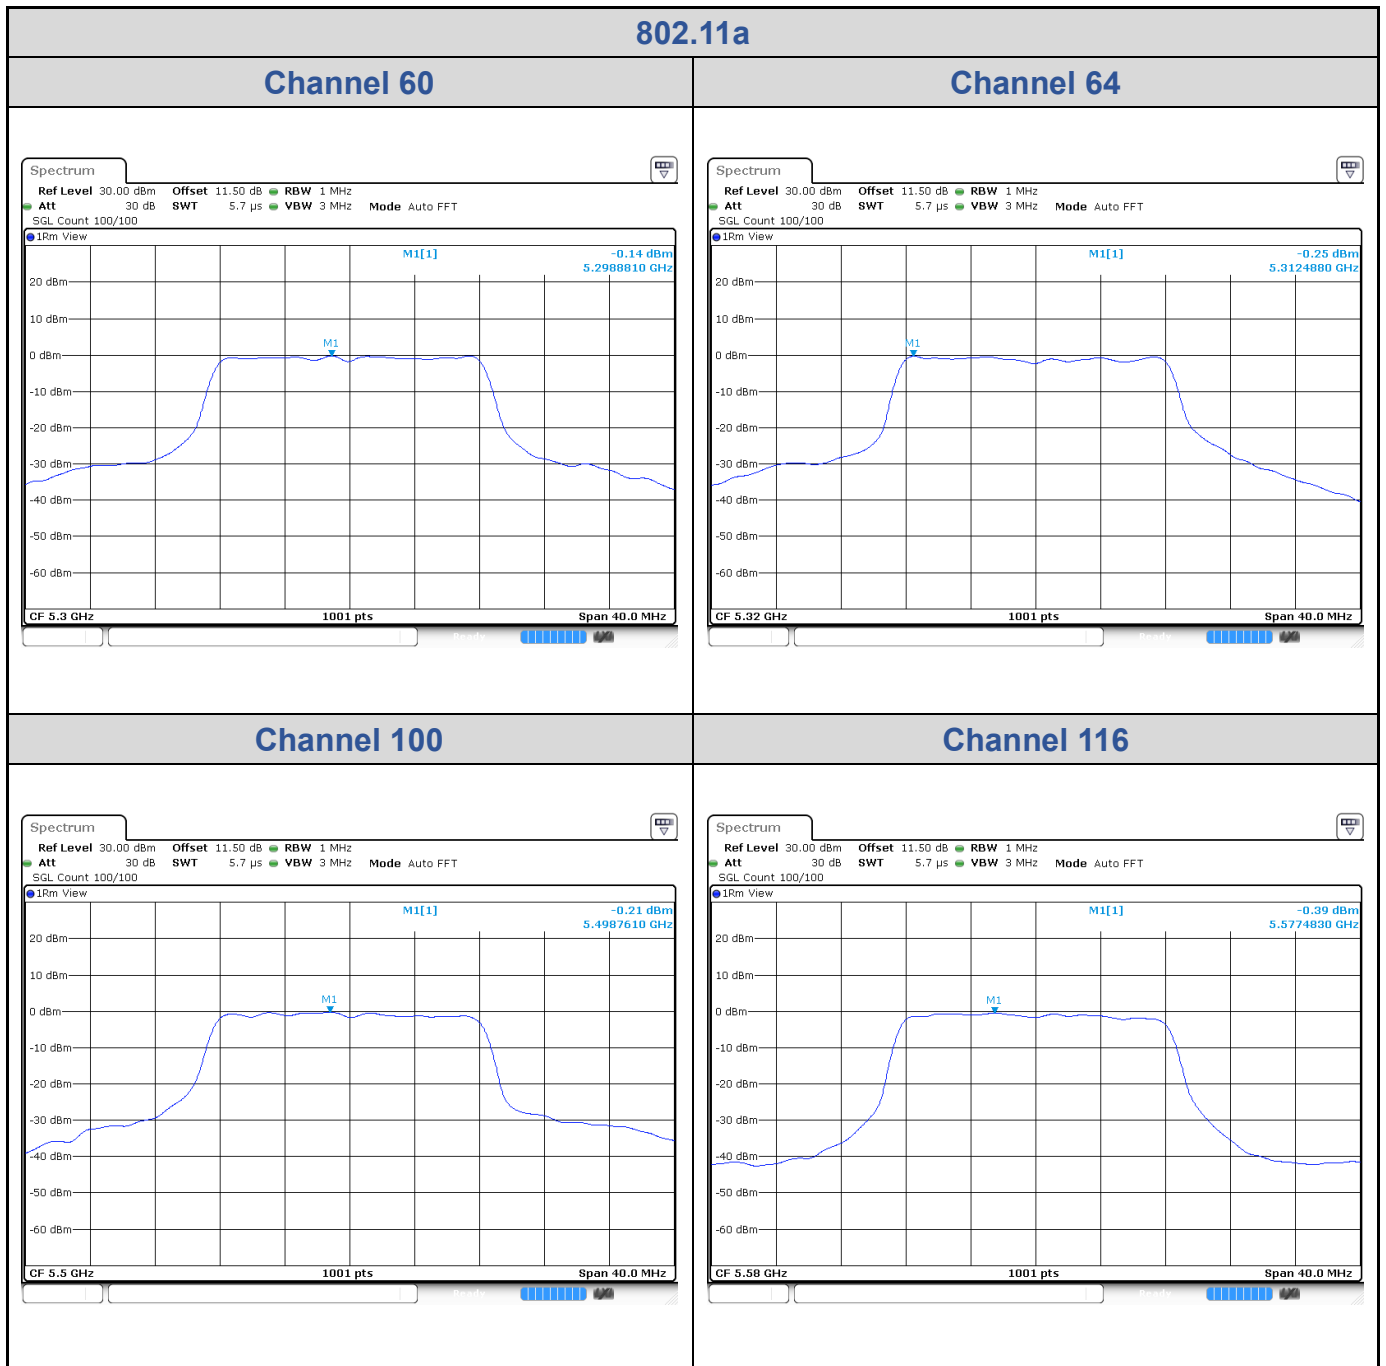 802.11a
Channel 60
Channel 64
Spectrum
Ref Level 30.00 dBm Offset 11.50 dB RBW 1 MHz
Att 30 dB SWT 5.7 µs VBW 3 MHz Mode Auto FFT
SGL Count 100/100
1Rm View
M1[1] -0.14 dBm
5.2988810 GHz
20 dBm
10 dBm
M1
0 dBm
-10 dBm
-20 dBm
-30 dBm
-40 dBm
-50 dBm
-60 dBm
CF 5.3 GHz 1001 pts Span 40.0 MHz
Ready
Spectrum
Ref Level 30.00 dBm Offset 11.50 dB RBW 1 MHz
Att 30 dB SWT 5.7 µs VBW 3 MHz Mode Auto FFT
SGL Count 100/100
1Rm View
M1[1] -0.25 dBm
5.3124880 GHz
20 dBm
10 dBm
M1
0 dBm
-10 dBm
-20 dBm
-30 dBm
-40 dBm
-50 dBm
-60 dBm
CF 5.32 GHz 1001 pts Span 40.0 MHz
Ready
Channel 100
Channel 116
Spectrum
Ref Level 30.00 dBm Offset 11.50 dB RBW 1 MHz
Att 30 dB SWT 5.7 µs VBW 3 MHz Mode Auto FFT
SGL Count 100/100
1Rm View
M1[1] -0.21 dBm
5.4987610 GHz
20 dBm
10 dBm
M1
0 dBm
-10 dBm
-20 dBm
-30 dBm
-40 dBm
-50 dBm
-60 dBm
CF 5.5 GHz 1001 pts Span 40.0 MHz
Ready
Spectrum
Ref Level 30.00 dBm Offset 11.50 dB RBW 1 MHz
Att 30 dB SWT 5.7 µs VBW 3 MHz Mode Auto FFT
SGL Count 100/100
1Rm View
M1[1] -0.39 dBm
5.5774830 GHz
20 dBm
10 dBm
M1
0 dBm
-10 dBm
-20 dBm
-30 dBm
-40 dBm
-50 dBm
-60 dBm
CF 5.58 GHz 1001 pts Span 40.0 MHz
Ready